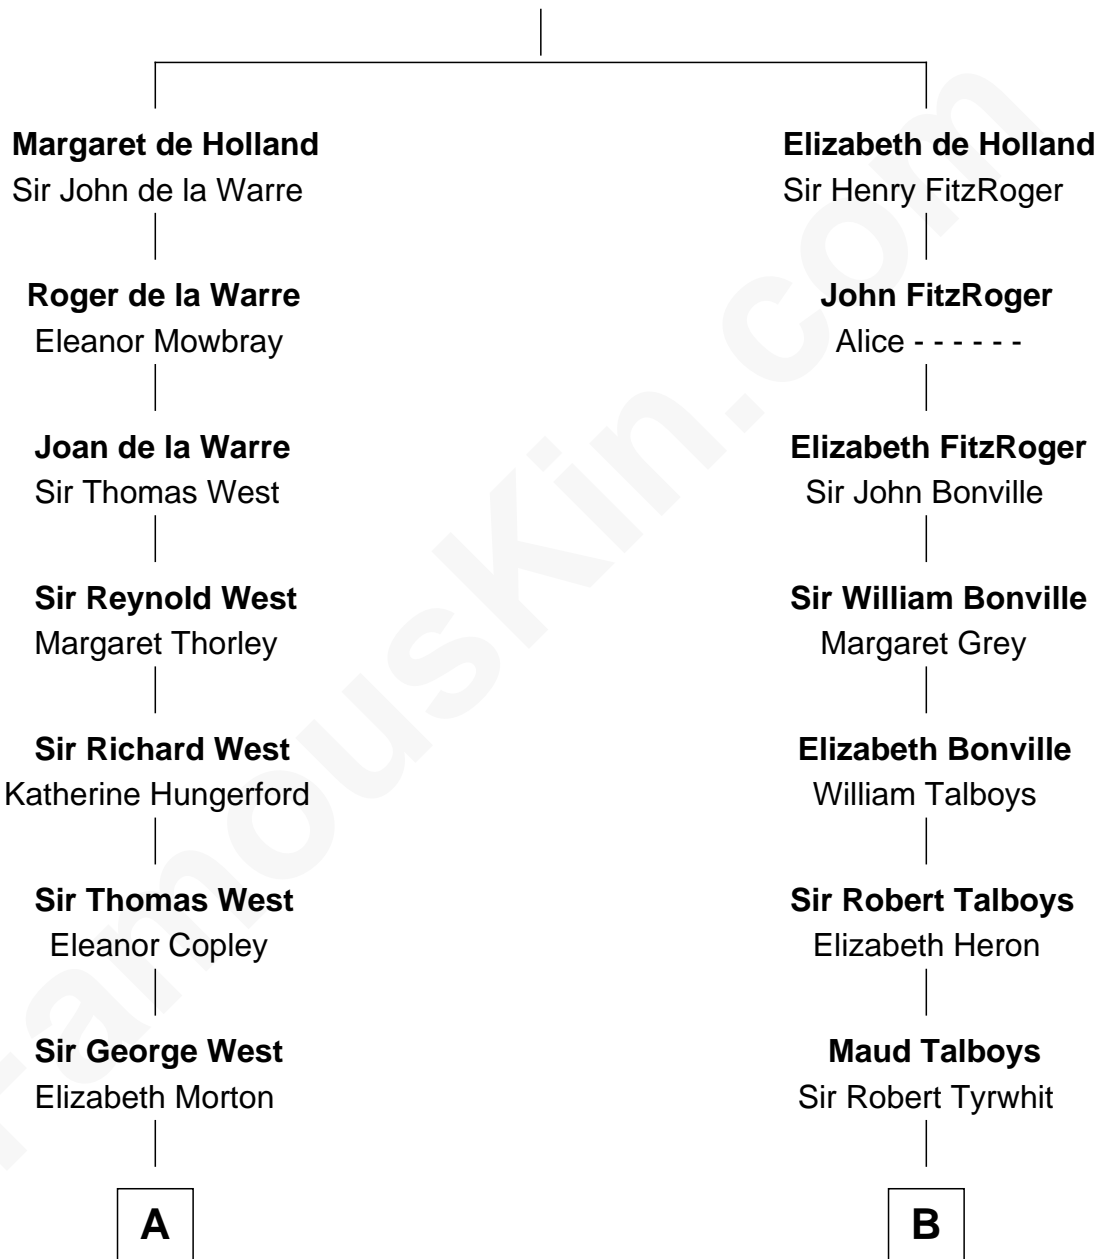 Margaret de Holland
Sir John de la Warre
Roger de la Warre
Eleanor Mowbray
Joan de la Warre
Sir Thomas West
Sir Reynold West
Margaret Thorley
Sir Richard West
Katherine Hungerford
Sir Thomas West
Eleanor Copley
Sir George West
Elizabeth Morton
A
Elizabeth de Holland
Sir Henry FitzRoger
John FitzRoger
Alice - - - - - -
Elizabeth FitzRoger
Sir John Bonville
Sir William Bonville
Margaret Grey
Elizabeth Bonville
William Talboys
Sir Robert Talboys
Elizabeth Heron
Maud Talboys
Sir Robert Tyrwhit
B
FamousKin.com